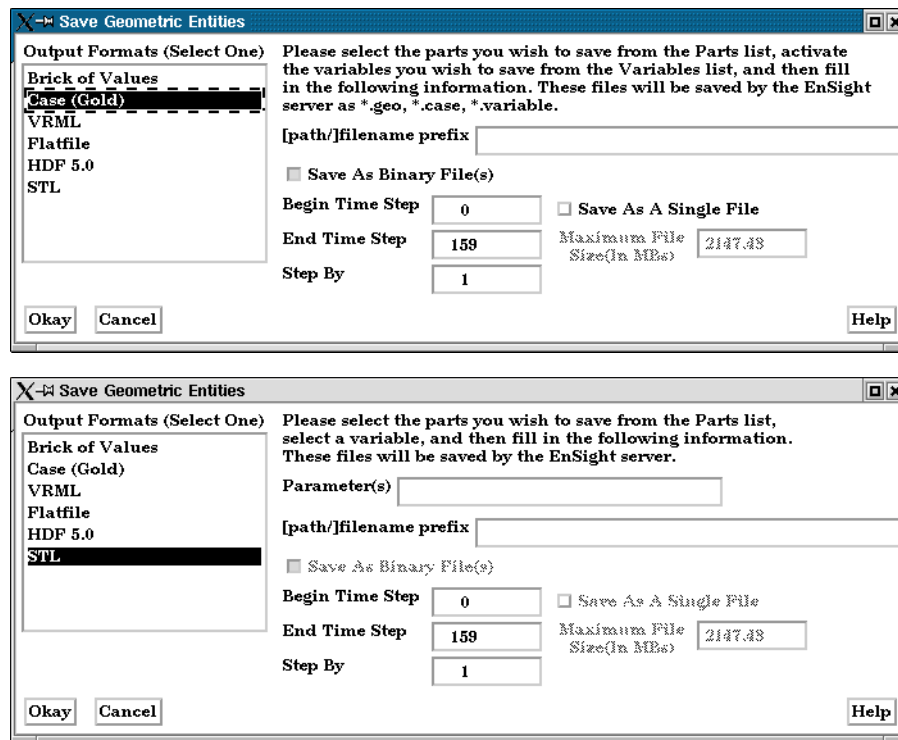 Save Geometric Entities
Output Formats (Select One)
Brick of Values
Case (Gold)
VRML
Flatfile
HDF 5.0
STL
Please select the parts you wish to save from the Parts list, activate
the variables you wish to save from the Variables list, and then fill
in the following information. These files will be saved by the EnSight
server as *.geo, *.case, *.variable.
[path/]filename prefix
Save As Binary File(s)
Begin Time Step 0 Save As A Single File
End Time Step 159 Maximum File
Size(In MBs) 2147.48
Step By 1
Okay Cancel Help
Save Geometric Entities
Output Formats (Select One)
Brick of Values
Case (Gold)
VRML
Flatfile
HDF 5.0
STL
Please select the parts you wish to save from the Parts list,
select a variable, and then fill in the following information.
These files will be saved by the EnSight server.
Parameter(s)
[path/]filename prefix
Save As Binary File(s)
Begin Time Step 0 Save As A Single File
End Time Step 159 Maximum File
Size(In MBs) 2147.48
Step By 1
Okay Cancel Help